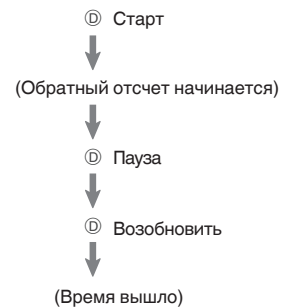 Ⓓ Старт
(Обратный отсчет начинается)
Ⓓ Пауза
Ⓓ Возобновить
(Время вышло)